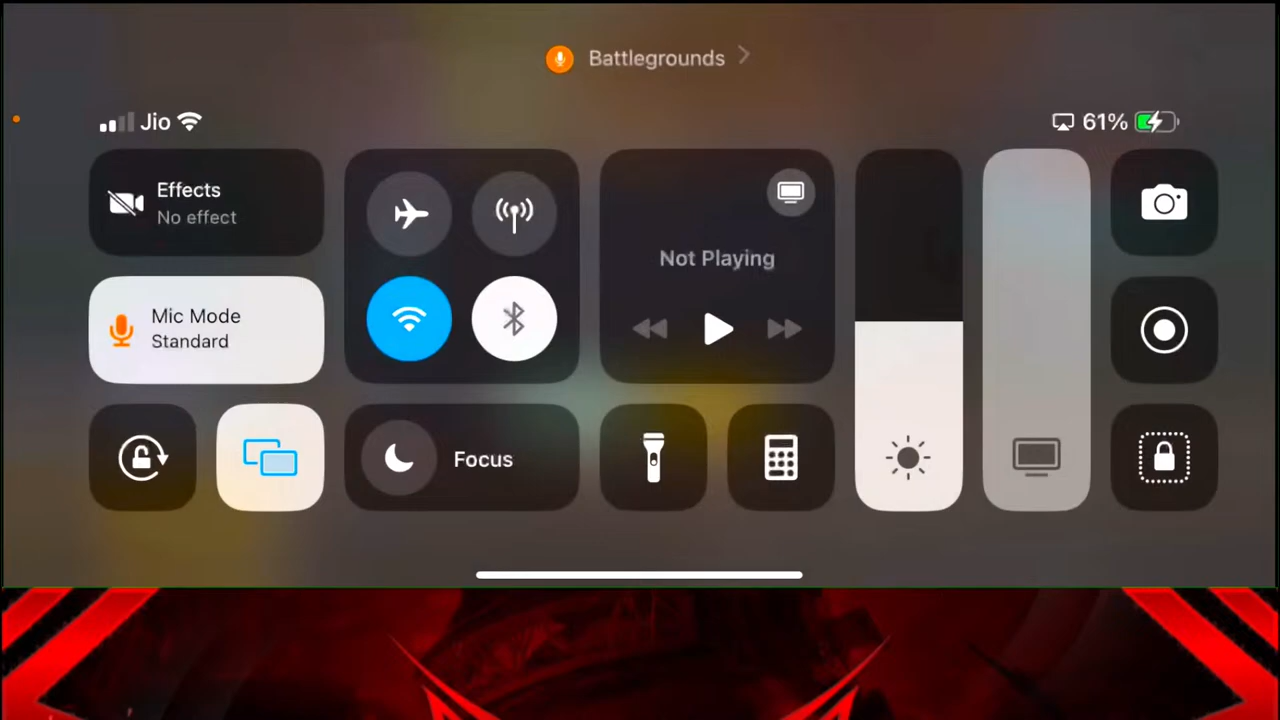 Battlegrounds
Jio
61%
Effects
No effect
Not Playing
Mic Mode
Standard
Focus